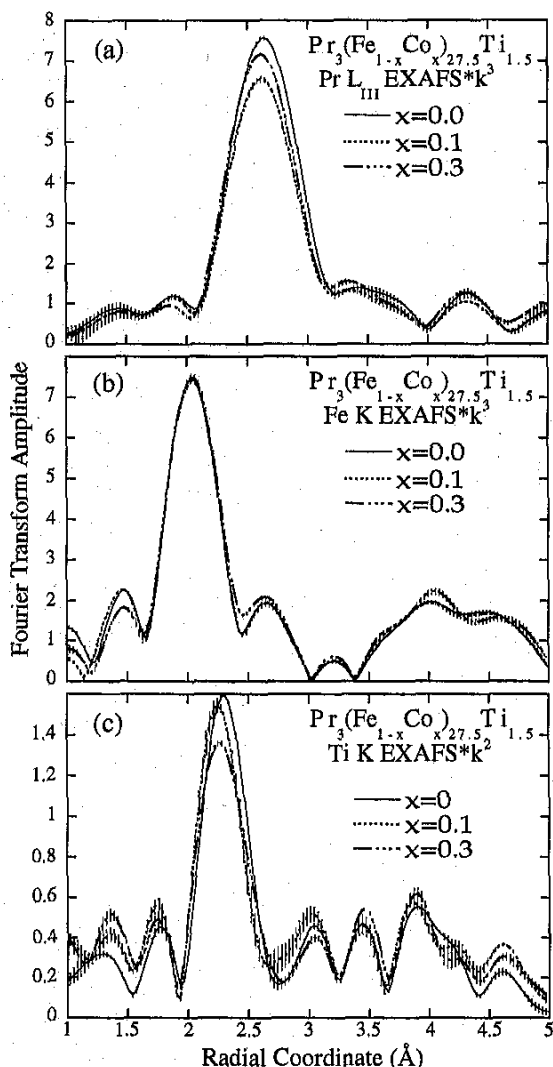 (a)
Pr₃(Fe₁₋ₓCoₓ)₂₇.₅Ti₁.₅
Pr L_III EXAFS*k³
x=0.0
x=0.1
x=0.3
8
7
6
5
4
3
2
1
0
(b)
Pr₃(Fe₁₋ₓCoₓ)₂₇.₅Ti₁.₅
Fe K EXAFS*k³
x=0.0
x=0.1
x=0.3
7
6
5
4
3
2
1
0
Fourier Transform Amplitude
(c)
Pr₃(Fe₁₋ₓCoₓ)₂₇.₅Ti₁.₅
Ti K EXAFS*k²
x=0
x=0.1
x=0.3
1.4
1.2
1
0.8
0.6
0.4
0.2
0
1 1.5 2 2.5 3 3.5 4 4.5 5
Radial Coordinate (Å)